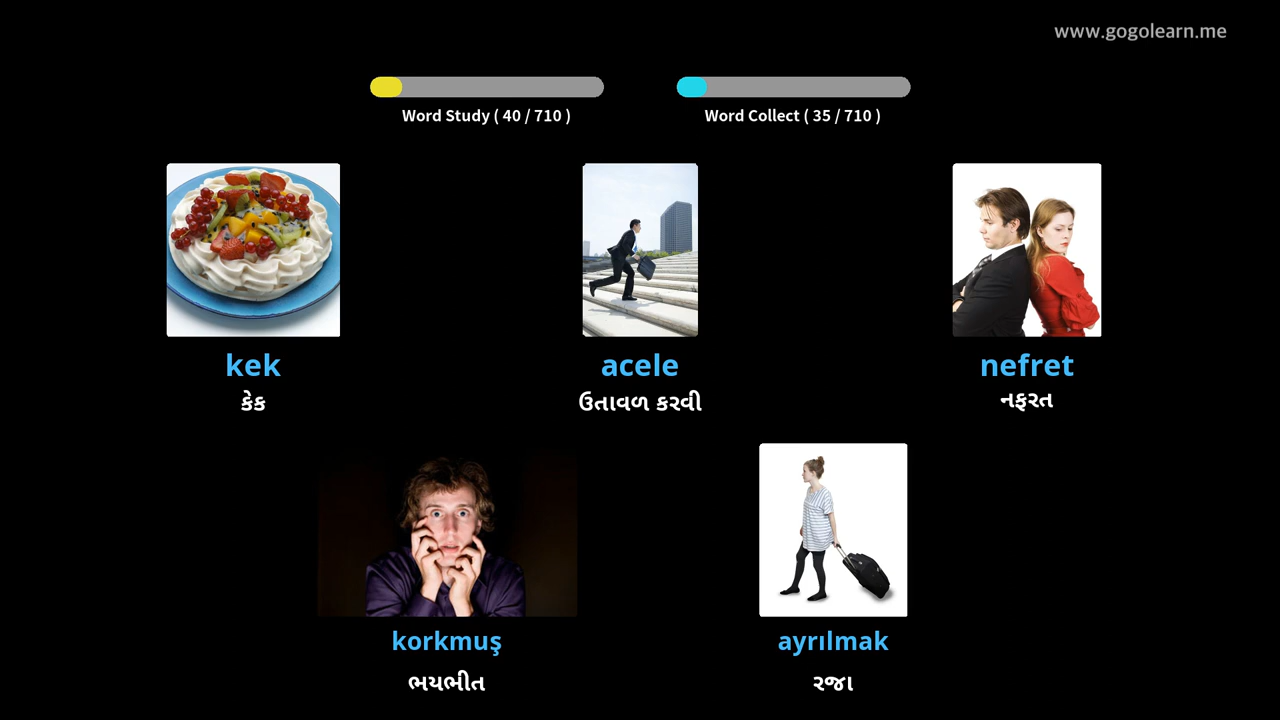 www.gogolearn.me
Word Study ( 40 / 710 )
Word Collect ( 35 / 710 )
kek
કેક
acele
ઉતાવળ કરવી
nefret
નફરત
korkmuş
ભયભીત
ayrılmak
રજા